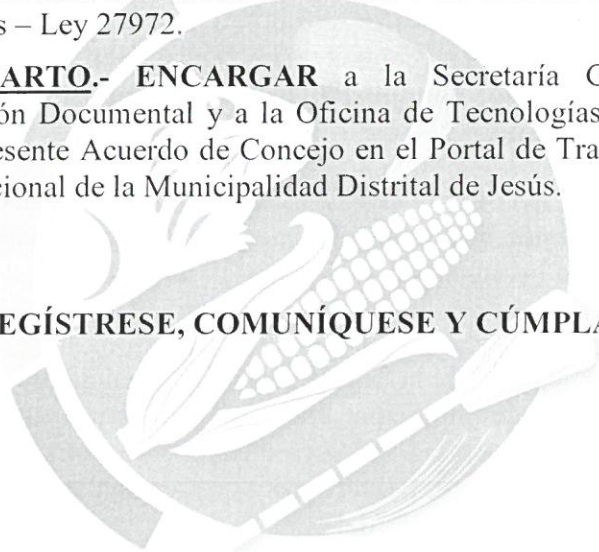 s – Ley 27972.
ARTO.- ENCARGAR a la Secretaría
ón Documental y a la Oficina de Tecnologías
esente Acuerdo de Concejo en el Portal de Tra
cional de la Municipalidad Distrital de Jesús.
EGÍSTRESE, COMUNÍQUESE Y CÚMPLA